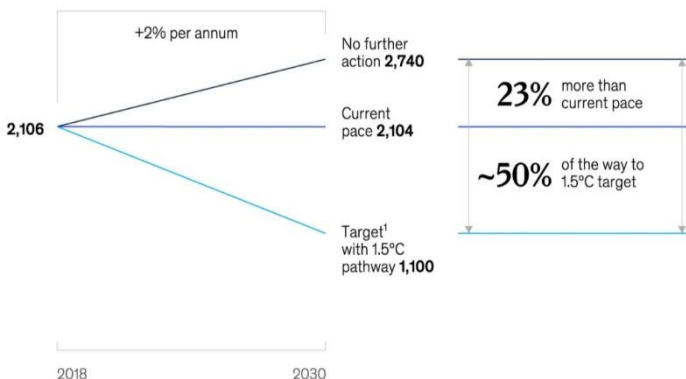 +2% per annum
No further
action 2,740
23% more than
current pace
2,106
Current
pace 2,104
~50% of the way to
1.5°C target
Target¹
with 1.5°C
pathway 1,100
2018
2030